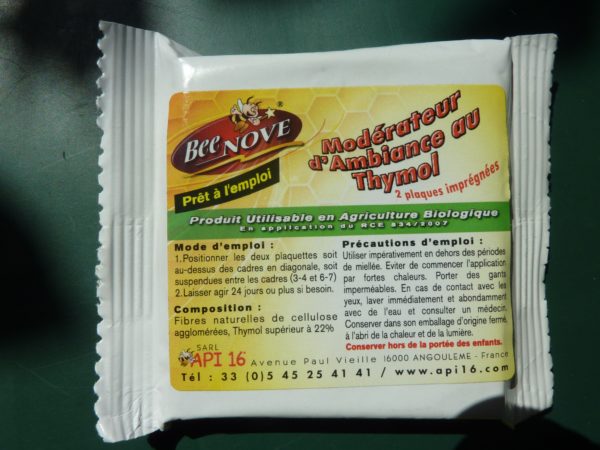 Bee NOVE ®
Prêt à l'emploi
Modérateur
d'Ambiance au
Thymol
2 plaques imprégnées
Produit Utilisable en Agriculture Biologique
En application du RCE 834/2007
Mode d'emploi :
1.Positionner les deux plaquettes soit
au-dessus des cadres en diagonale, soit
suspendues entre les cadres (3-4 et 6-7)
2.Laisser agir 24 jours ou plus si besoin.
Composition :
Fibres naturelles de cellulose
agglomérées, Thymol supérieur à 22%
Précautions d'emploi :
Utiliser impérativement en dehors des périodes
de miellée. Eviter de commencer l'application
par fortes chaleurs. Porter des gants
imperméables. En cas de contact avec les
yeux, laver immédiatement et abondamment
avec de l'eau et consulter un médecin.
Conserver dans son emballage d'origine fermé,
à l'abri de la chaleur et de la lumière.
Conserver hors de la portée des enfants.
SARL
API 16 Avenue Paul Vieille 16000 ANGOULEME - France
Tél : 33 (0)5 45 25 41 41 / www.api16.com